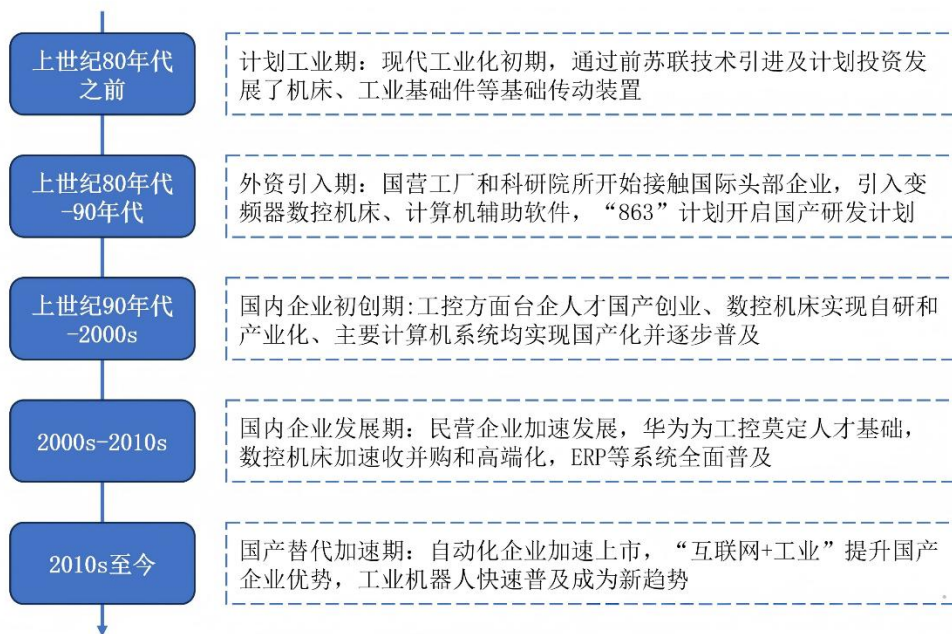 上世纪80年代
之前
计划工业期：现代工业化初期，通过前苏联技术引进及计划投资发
展了机床、工业基础件等基础传动装置
上世纪80年代
-90年代
外资引入期：国营工厂和科研院所开始接触国际头部企业，引入变
频器数控机床、计算机辅助软件，“863”计划开启国产研发计划
上世纪90年代
-2000s
国内企业初创期:工控方面台企人才国产创业、数控机床实现自研和
产业化、主要计算机系统均实现国产化并逐步普及
2000s-2010s
国内企业发展期：民营企业加速发展，华为为工控莫定人才基础，
数控机床加速收并购和高端化，ERP等系统全面普及
2010s至今
国产替代加速期：自动化企业加速上市，“互联网+工业”提升国产
企业优势，工业机器人快速普及成为新趋势